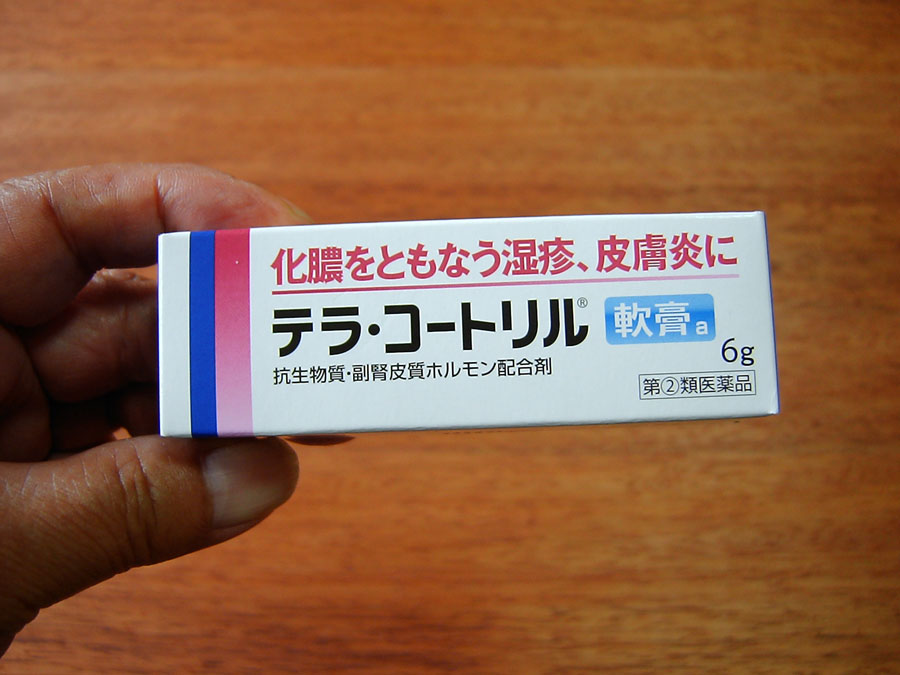 化膿をともなう湿疹、皮膚炎に
テラ・コートリル® 軟膏a
抗生物質・副腎皮質ホルモン配合剤
6g
指②類医薬品